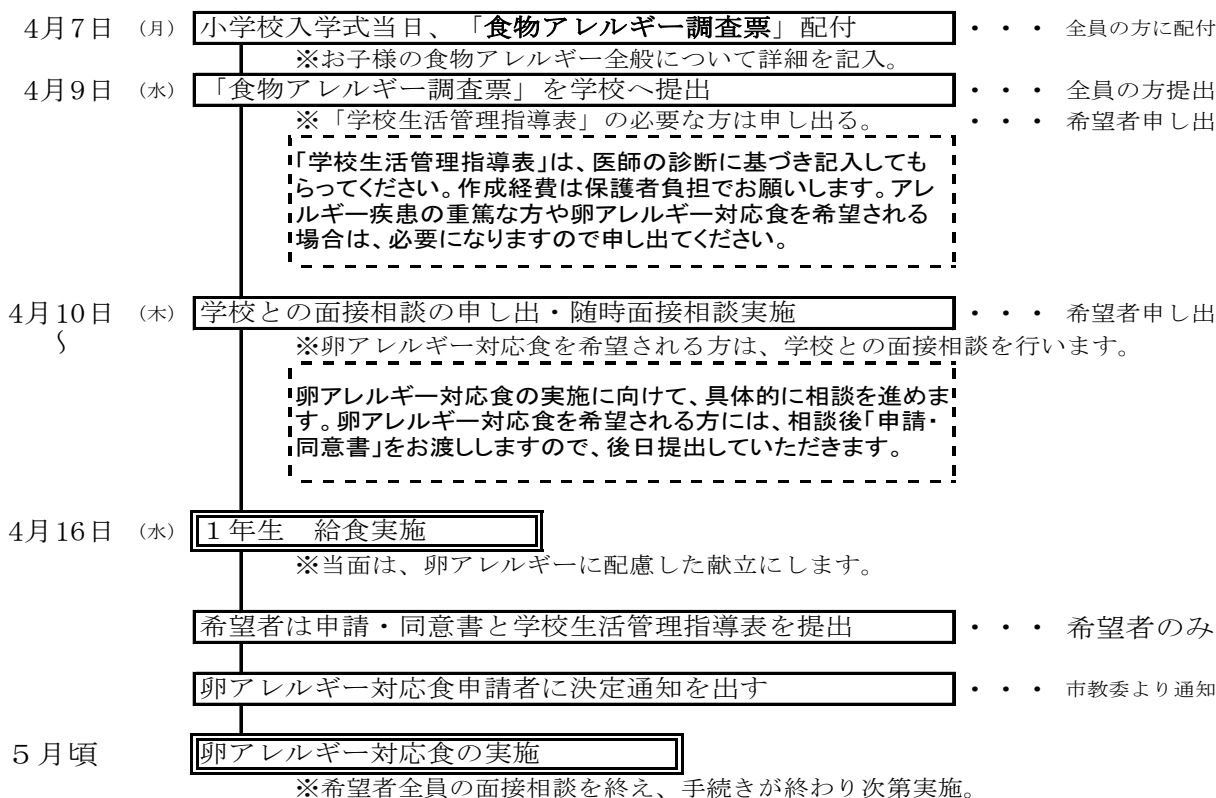 4月7日 (月) 小学校入学式当日、「食物アレルギー調査票」配付 ・・・ 全員の方に配付
※お子様の食物アレルギー全般について詳細を記入。
4月9日 (水) 「食物アレルギー調査票」を学校へ提出 ・・・ 全員の方提出
※「学校生活管理指導表」の必要な方は申し出る。 ・・・ 希望者申し出
「学校生活管理指導表」は、医師の診断に基づき記入しても
らってください。作成経費は保護者負担でお願いします。アレ
ルギー疾患の重篤な方や卵アレルギー対応食を希望される
場合は、必要になりますので申し出てください。
4月10日 (木) 学校との面接相談の申し出・随時面接相談実施 ・・・ 希望者申し出
〜
※卵アレルギー対応食を希望される方は、学校との面接相談を行います。
卵アレルギー対応食の実施に向けて、具体的に相談を進めま
す。卵アレルギー対応食を希望される方には、相談後「申請・
同意書」をお渡ししますので、後日提出していただきます。
4月16日 (水) 1年生 給食実施
※当面は、卵アレルギーに配慮した献立にします。
希望者は申請・同意書と学校生活管理指導表を提出 ・・・ 希望者のみ
卵アレルギー対応食申請者に決定通知を出す ・・・ 市教委より通知
5月頃 卵アレルギー対応食の実施
※希望者全員の面接相談を終え、手続きが終わり次第実施。